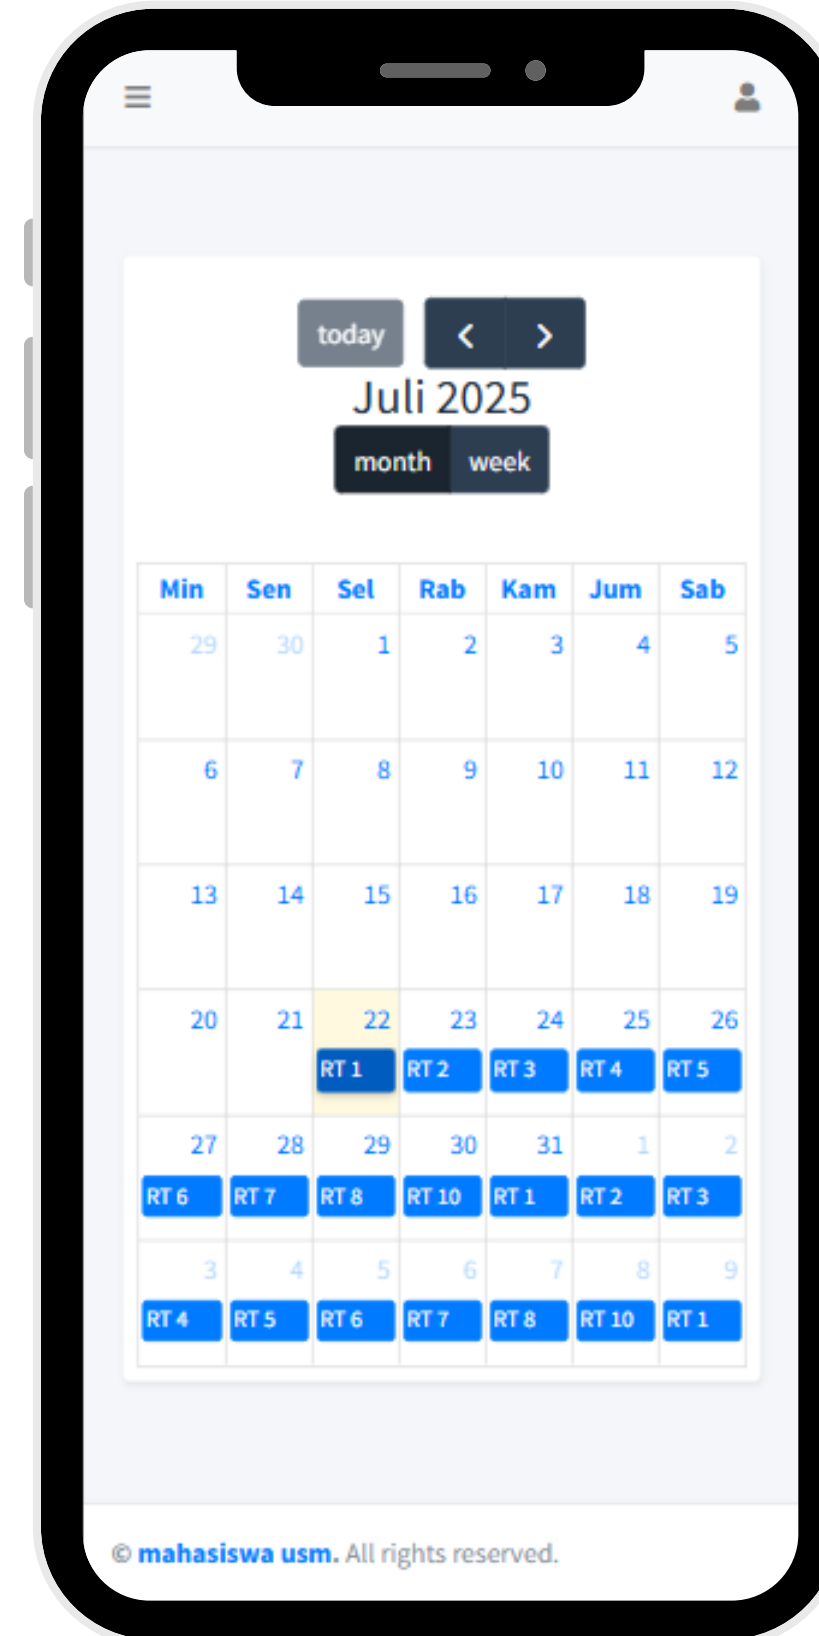 today
Juli 2025
month week
Min Sen Sel Rab Kam Jum Sab
29 30 1 2 3 4 5
6 7 8 9 10 11 12
13 14 15 16 17 18 19
20 21 22 23 24 25 26
RT 1 RT 2 RT 3 RT 4 RT 5
27 28 29 30 31 1 2
RT 6 RT 7 RT 8 RT 10 RT 1 RT 2 RT 3
3 4 5 6 7 8 9
RT 4 RT 5 RT 6 RT 7 RT 8 RT 10 RT 1
© mahasiswa usm. All rights reserved.